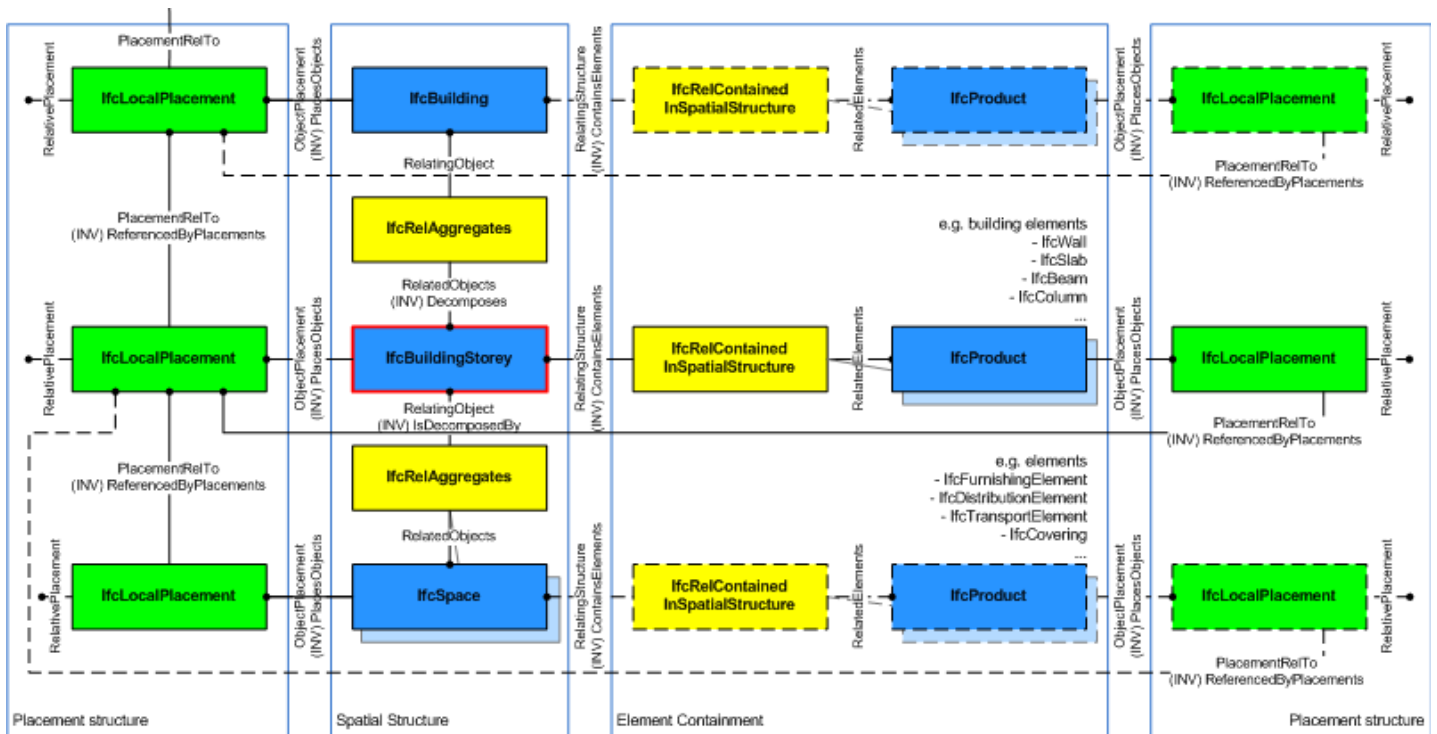 PlacementRelTo
RelativePlacement
IfcLocalPlacement
ObjectPlacement
(INV) PlacesObjects
IfcBuilding
RelatingStructure
(INV) ContainsElements
IfcRelContained
InSpatialStructure
RelatedElements
IfcProduct
ObjectPlacement
(INV) PlacesObjects
IfcLocalPlacement
RelativePlacement
RelatingObject
PlacementRelTo
(INV) ReferencedByPlacements
PlacementRelTo
(INV) ReferencedByPlacements
IfcRelAggregates
e.g. building elements
- IfcWall
- IfcSlab
- IfcBeam
- IfcColumn
...
RelatedObjects
(INV) Decomposes
RelativePlacement
IfcLocalPlacement
ObjectPlacement
(INV) PlacesObjects
IfcBuildingStorey
RelatingStructure
(INV) ContainsElements
IfcRelContained
InSpatialStructure
RelatedElements
IfcProduct
ObjectPlacement
(INV) PlacesObjects
IfcLocalPlacement
RelativePlacement
RelatingObject
(INV) IsDecomposedBy
PlacementRelTo
(INV) ReferencedByPlacements
PlacementRelTo
(INV) ReferencedByPlacements
IfcRelAggregates
e.g. elements
- IfcFurnishingElement
- IfcDistributionElement
- IfcTransportElement
- IfcCovering
...
RelatedObjects
RelativePlacement
IfcLocalPlacement
ObjectPlacement
(INV) PlacesObjects
IfcSpace
RelatingStructure
(INV) ContainsElements
IfcRelContained
InSpatialStructure
RelatedElements
IfcProduct
ObjectPlacement
(INV) PlacesObjects
IfcLocalPlacement
RelativePlacement
PlacementRelTo
(INV) ReferencedByPlacements
Placement structure
Spatial Structure
Element Containment
Placement structure